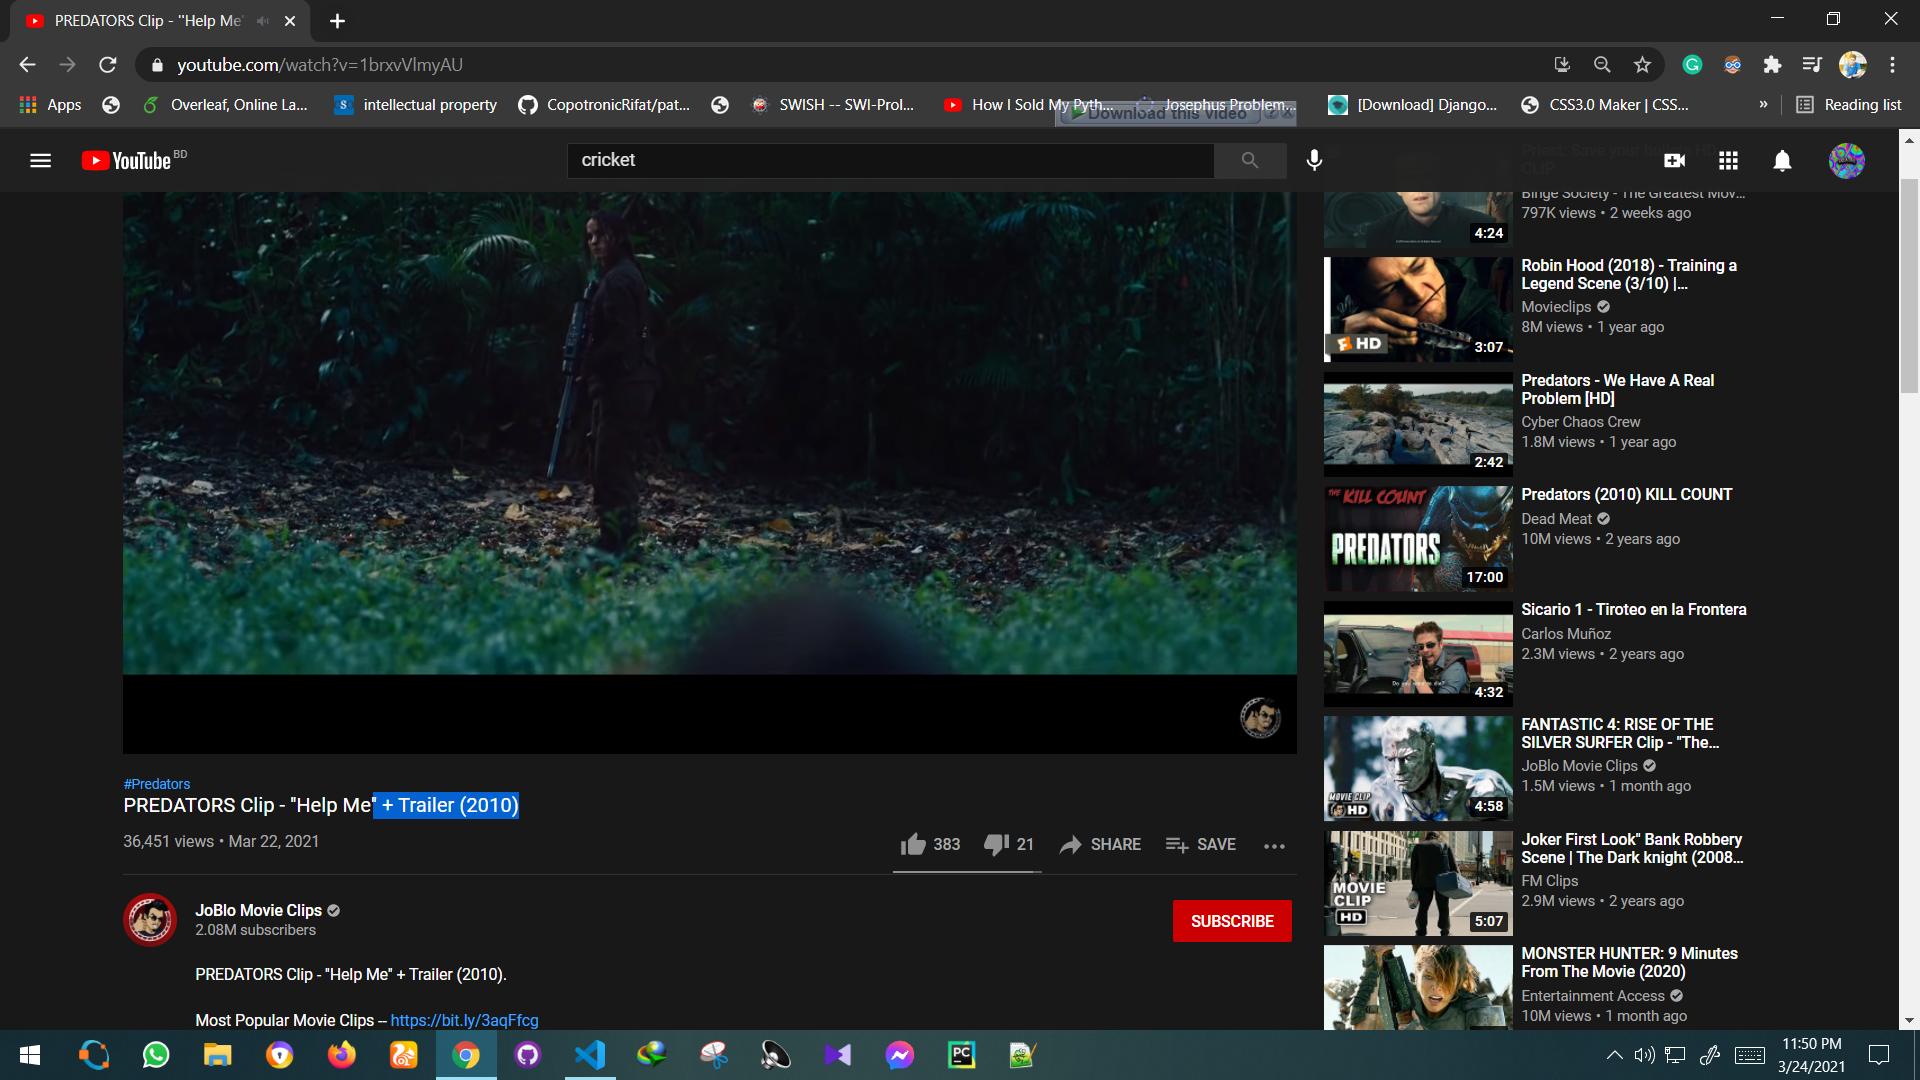 PREDATORS Clip - "Help Me"
youtube.com/watch?v=1brxvVlmyAU
Apps
Overleaf, Online La...
intellectual property
CopotronicRifat/pat...
SWISH -- SWI-Prol...
How I Sold My Pyth...
Josephus Problem...
[Download] Django...
CSS3.0 Maker | CSS...
»
Reading list
Download this video
YouTube BD
cricket
Priest: Save your bullets HD
CLIP
Binge Society - The Greatest Mov...
797K views • 2 weeks ago
4:24
Robin Hood (2018) - Training a
Legend Scene (3/10) |...
Movieclips
8M views • 1 year ago
HD
3:07
Predators - We Have A Real
Problem [HD]
Cyber Chaos Crew
1.8M views • 1 year ago
2:42
Predators (2010) KILL COUNT
Dead Meat
10M views • 2 years ago
THE KILL COUNT
PREDATORS
17:00
Sicario 1 - Tiroteo en la Frontera
Carlos Muñoz
2.3M views • 2 years ago
4:32
FANTASTIC 4: RISE OF THE
SILVER SURFER Clip - "The...
JoBlo Movie Clips
1.5M views • 1 month ago
MOVIE CLIP
HD
4:58
Joker First Look" Bank Robbery
Scene | The Dark knight (2008...
FM Clips
2.9M views • 2 years ago
MOVIE
CLIP
HD
5:07
MONSTER HUNTER: 9 Minutes
From The Movie (2020)
Entertainment Access
10M views • 1 month ago
#Predators
PREDATORS Clip - "Help Me" + Trailer (2010)
36,451 views • Mar 22, 2021
383
21
SHARE
SAVE
JoBlo Movie Clips
2.08M subscribers
SUBSCRIBE
PREDATORS Clip - "Help Me" + Trailer (2010).
Most Popular Movie Clips -- https://bit.ly/3aqFfcg
PC
11:50 PM
3/24/2021